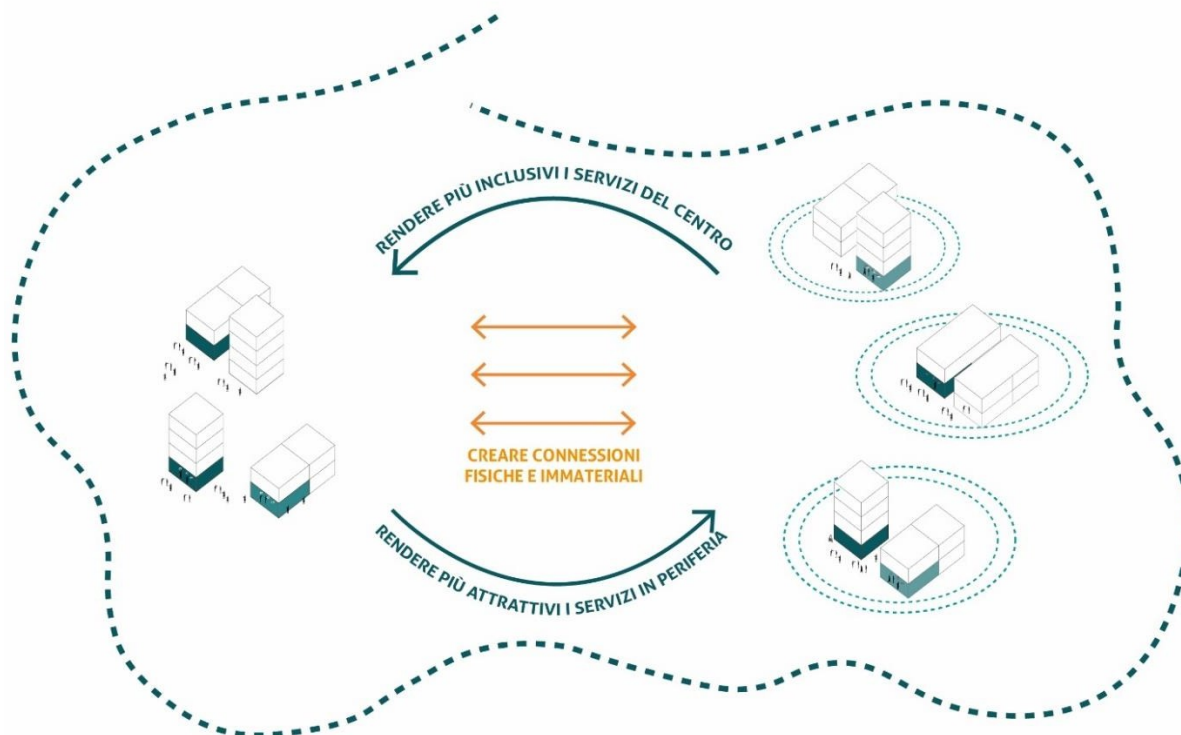 RENDERE PIÙ INCLUSIVI I SERVIZI DEL CENTRO
CREARE CONNESSIONI
FISICHE E IMMATERIALI
RENDERE PIÙ ATTRATTIVI I SERVIZI IN PERIFERIA